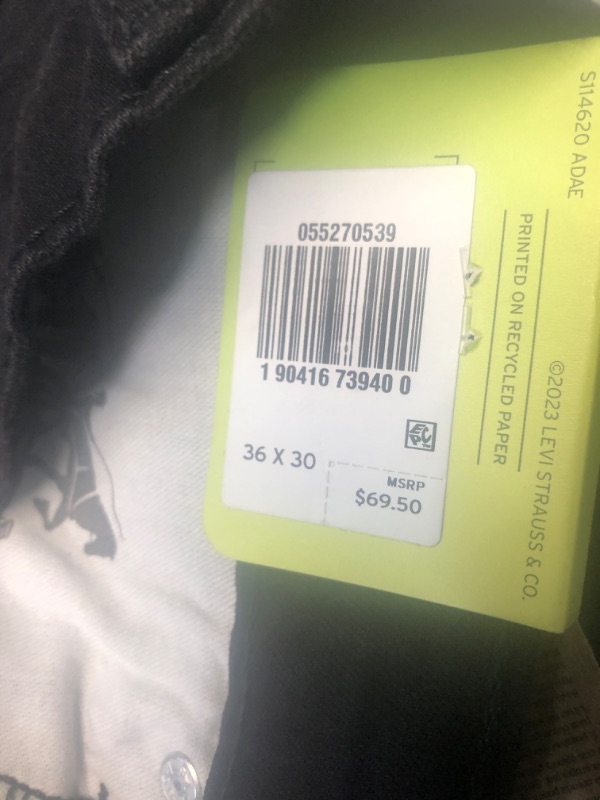 055270539
1 90416 73940 0
36 X 30
MSRP
$69.50
S114620 ADAE
PRINTED ON RECYCLED PAPER
©2023 LEVI STRAUSS & CO.